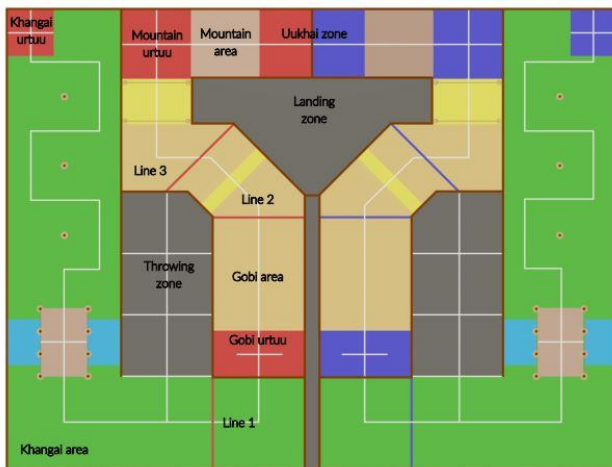 Khangai
urtuu
Mountain
urtuu
Mountain
area
Uukhai zone
Landing
zone
Line 3
Line 2
Throwing
zone
Gobi area
Gobi urtuu
Line 1
Khangai area